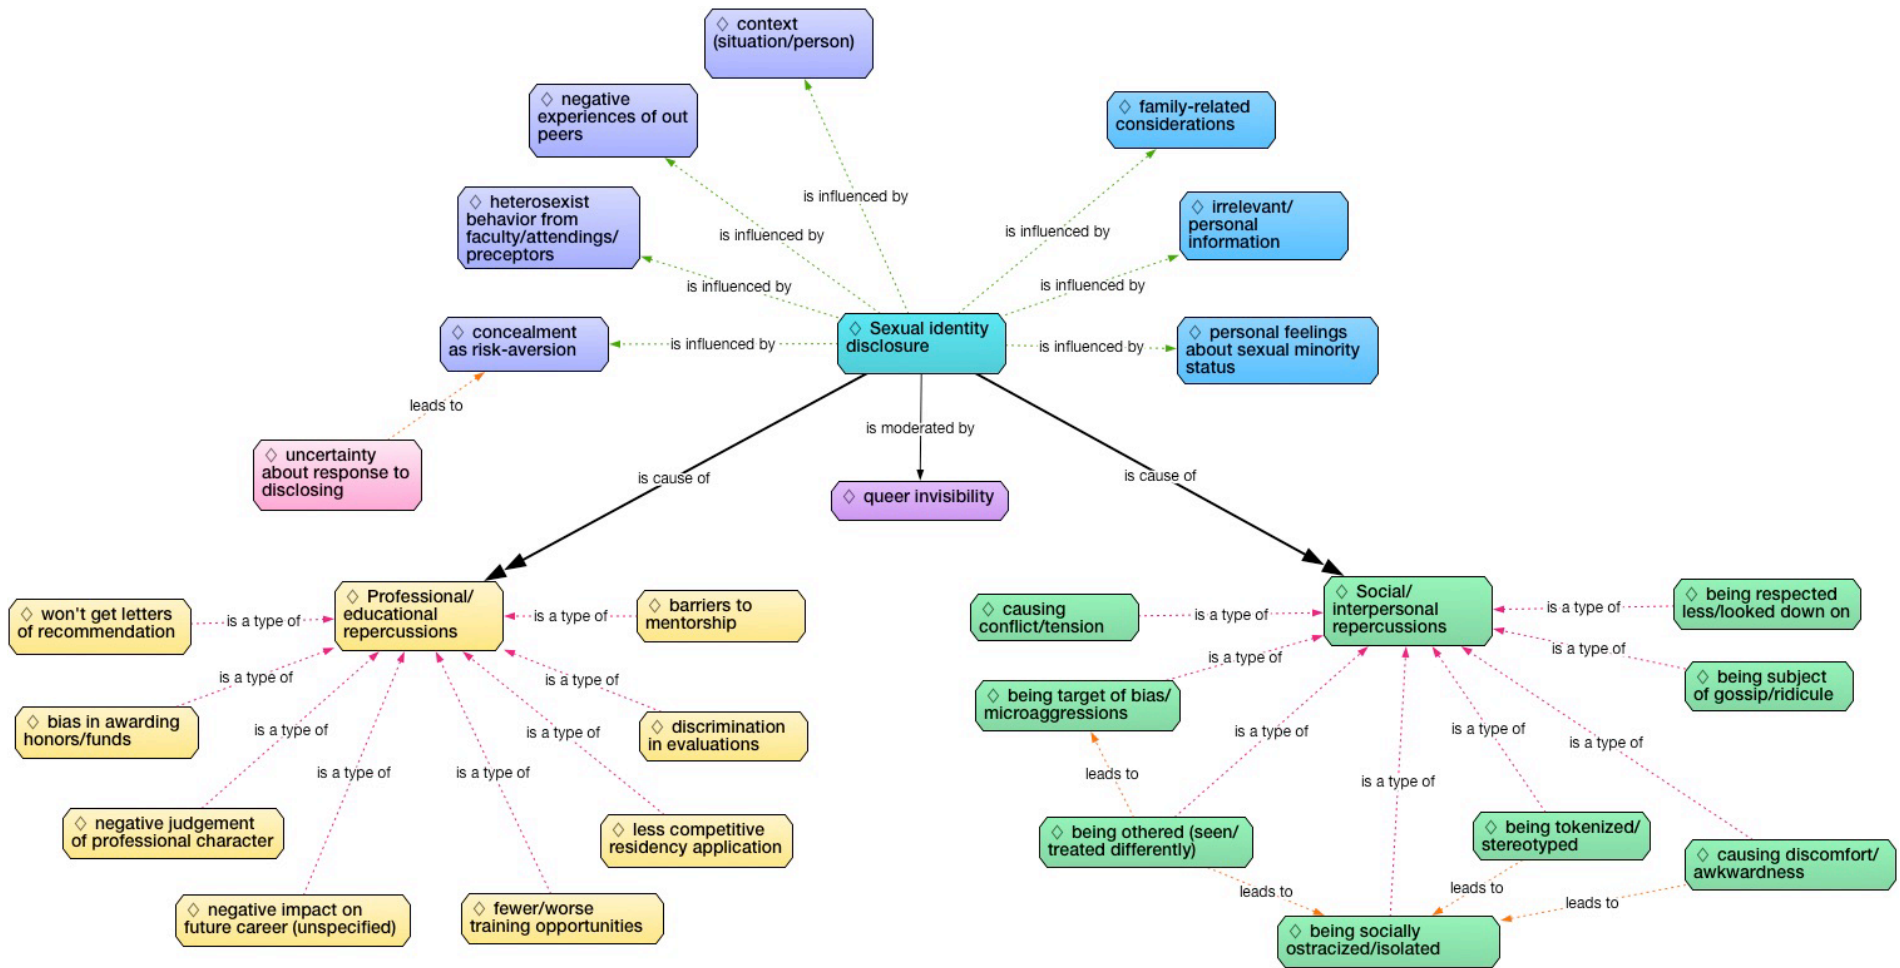 ◇ context
(situation/person)
◇ negative
experiences of out
peers
◇ family-related
considerations
◇ heterosexist
behavior from
faculty/attendings/
preceptors
is influenced by
◇ irrelevant/
personal
information
is influenced by
is influenced by
is influenced by
is influenced by
◇ concealment
as risk-aversion
is influenced by
◇ Sexual identity
disclosure
is influenced by
◇ personal feelings
about sexual minority
status
leads to
is moderated by
◇ uncertainty
about response to
disclosing
is cause of
is cause of
◇ queer invisibility
◇ won't get letters
of recommendation
is a type of
◇ Professional/
educational
repercussions
is a type of
◇ barriers to
mentorship
is a type of
is a type of
◇ bias in awarding
honors/funds
is a type of
is a type of
◇ discrimination
in evaluations
is a type of
is a type of
◇ negative judgement
of professional character
◇ less competitive
residency application
◇ negative impact on
future career (unspecified)
◇ fewer/worse
training opportunities
◇ causing
conflict/tension
is a type of
◇ Social/
interpersonal
repercussions
is a type of
◇ being respected
less/looked down on
is a type of
is a type of
◇ being target of bias/
microaggressions
◇ being subject
of gossip/ridicule
is a type of
is a type of
is a type of
leads to
is a type of
◇ being othered (seen/
treated differently)
◇ being tokenized/
stereotyped
◇ causing discomfort/
awkwardness
leads to
leads to
leads to
◇ being socially
ostracized/isolated